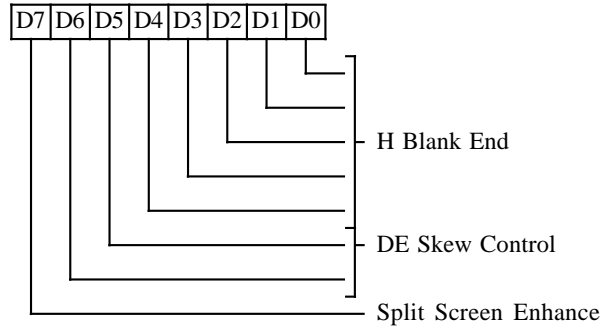 D7 D6 D5 D4 D3 D2 D1 D0
H Blank End
DE Skew Control
Split Screen Enhance